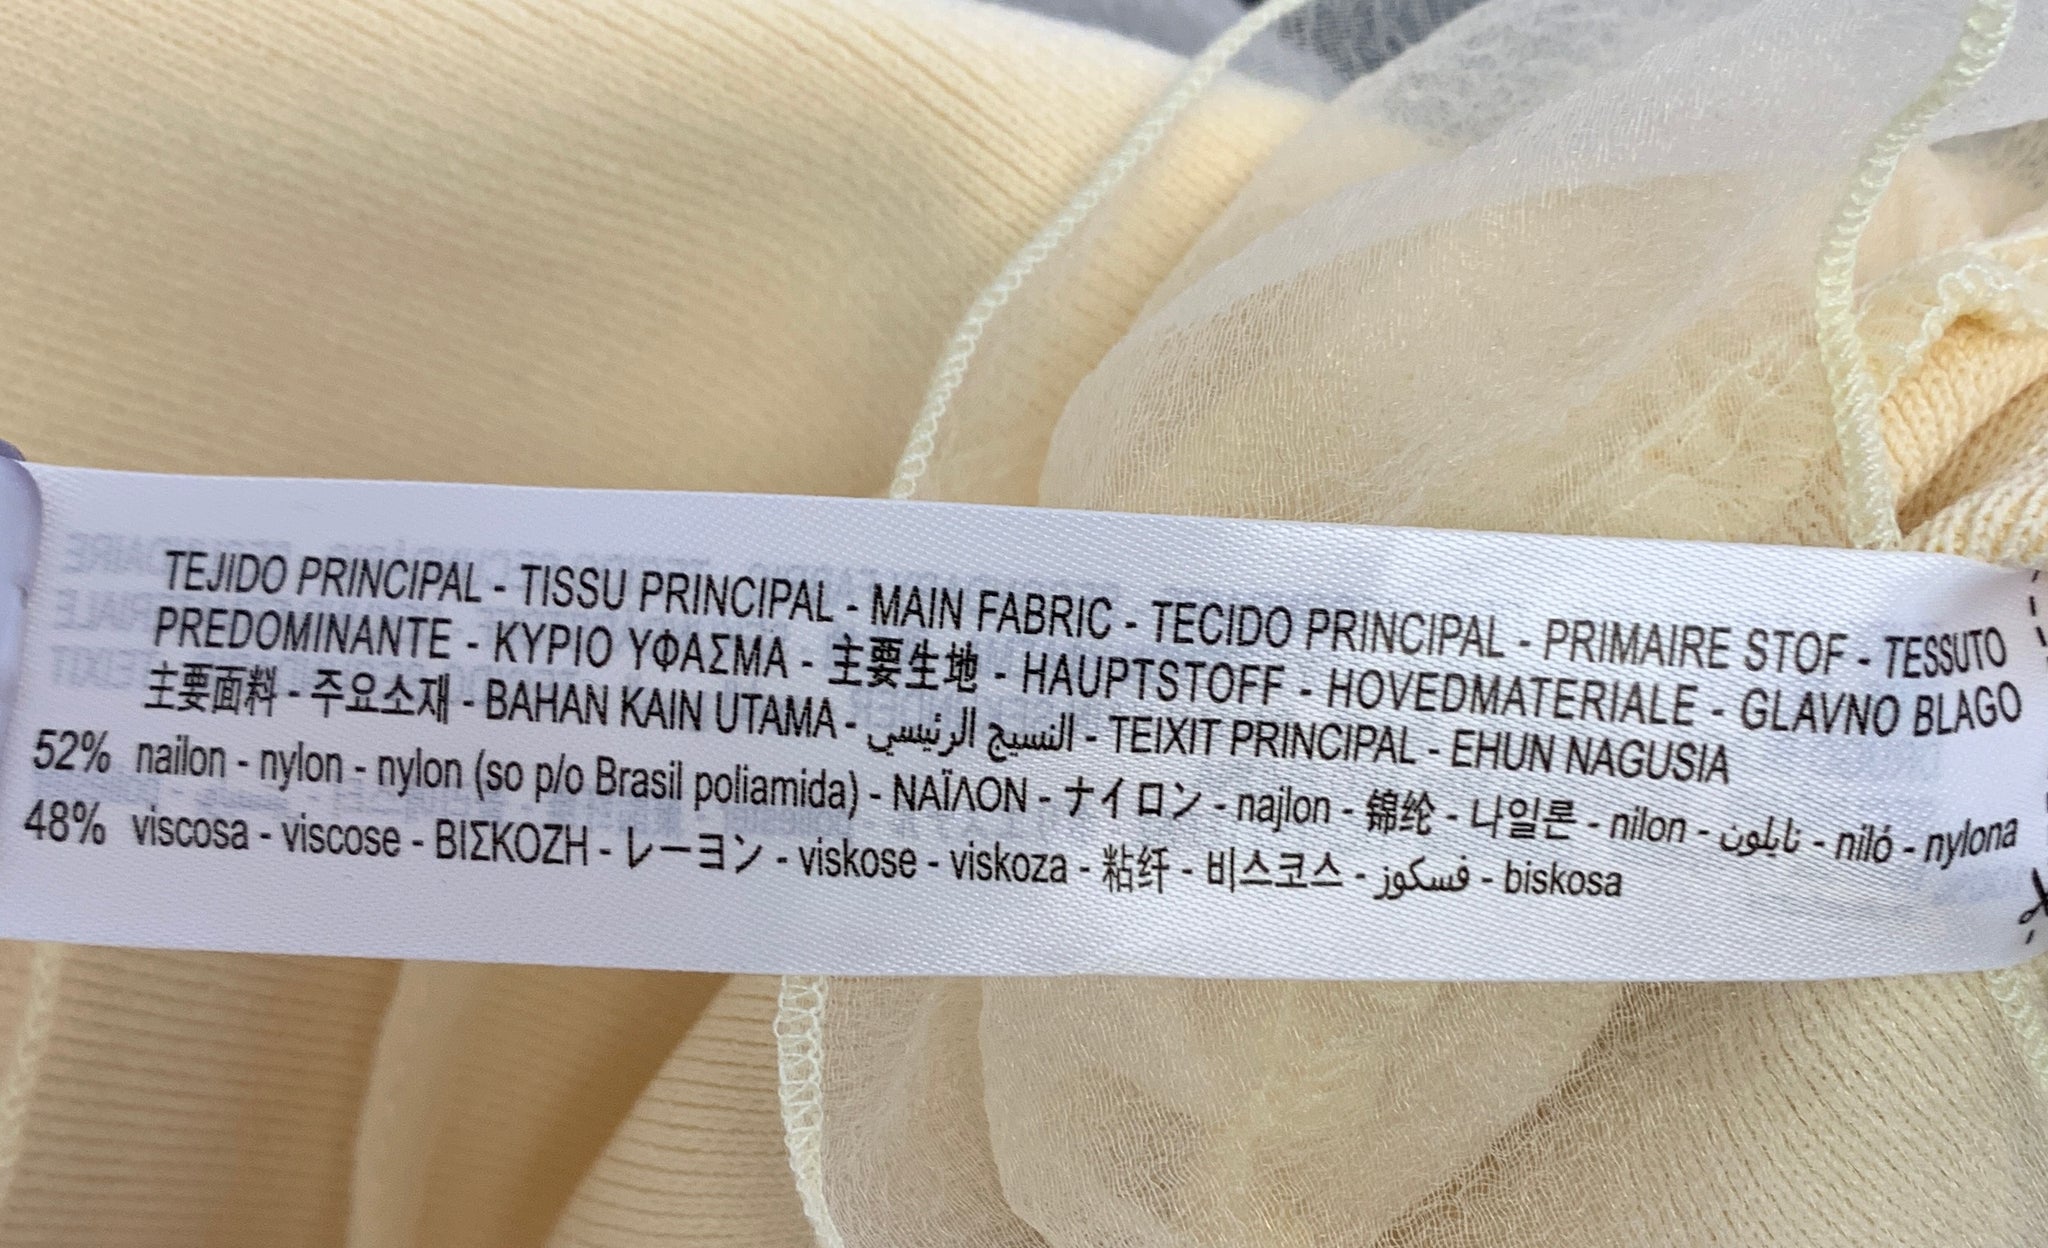 TEJIDO PRINCIPAL - TISSU PRINCIPAL - MAIN FABRIC - TECIDO PRINCIPAL - PRIMAIRE STOF - TESSUTO
PREDOMINANTE - ΚΥΡΙΟ ΥΦΑΣΜΑ - 主要生地 - HAUPTSTOFF - HOVEDMATERIALE - GLAVNO BLAGO
主要面料 - 주요소재 - BAHAN KAIN UTAMA - النسيج الرئيسي - TEIXIT PRINCIPAL - EHUN NAGUSIA
52% nailon - nylon - nylon (so p/o Brasil poliamida) - ΝΑΪΛΟΝ - ナイロン - najlon - 锦纶 - 나일론 - nilon - نايلون - niló - nylona
48% viscosa - viscose - ΒΙΣΚΟΖΗ - レーヨン - viskose - viskoza - 粘纤 - 비스코스 - فسكوز - biskosa